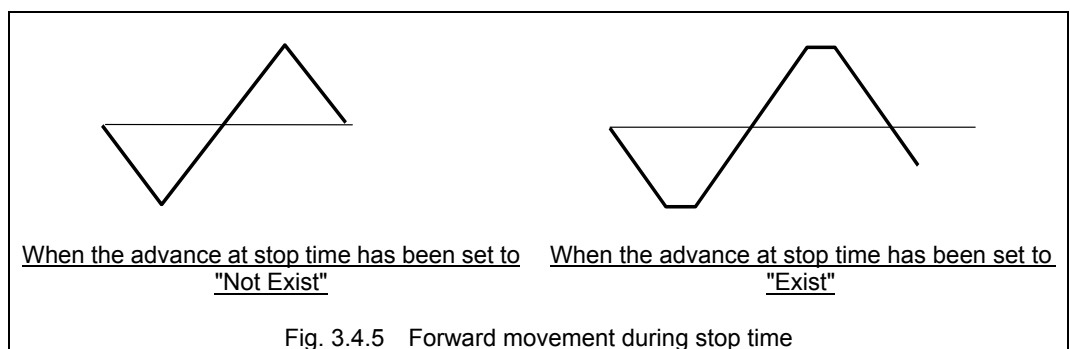 When the advance at stop time has been set to
"Not Exist"
When the advance at stop time has been set to
"Exist"
Fig. 3.4.5 Forward movement during stop time